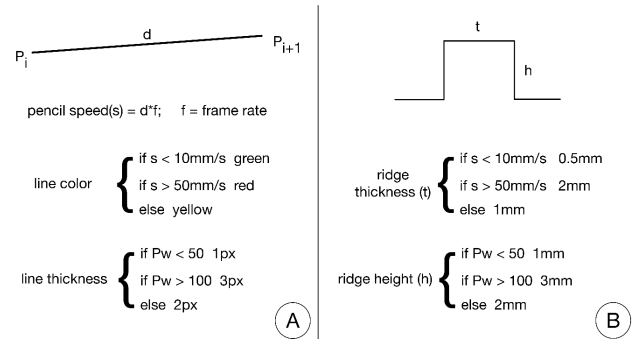 d
P_i P_{i+1}
pencil speed(s) = d*f; f = frame rate
line color
if s < 10mm/s green
if s > 50mm/s red
else yellow
line thickness
if Pw < 50 1px
if Pw > 100 3px
else 2px
A
t
h
ridge
thickness (t)
if s < 10mm/s 0.5mm
if s > 50mm/s 2mm
else 1mm
ridge height (h)
if Pw < 50 1mm
if Pw > 100 3mm
else 2mm
B